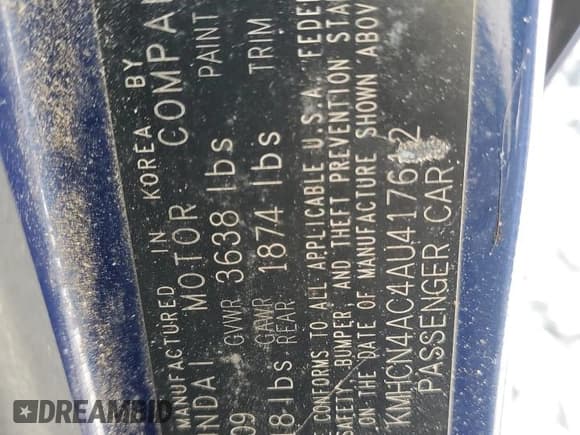 MANUFACTURED IN KOREA BY
UNDAI MOTOR COMPA
GVWR 3638 lbs PAINT
09 GAWR REAR 1874 lbs TRIM
18 lbs
E CONFORMS TO ALL APPLICABLE U.S.A. FEDER
SAFETY, BUMPER, AND THEFT PREVENTION STA
ON THE DATE OF MANUFACTURE SHOWN ABOV
KMHCN4AC4AU417612
PASSENGER CAR
DREAMBID